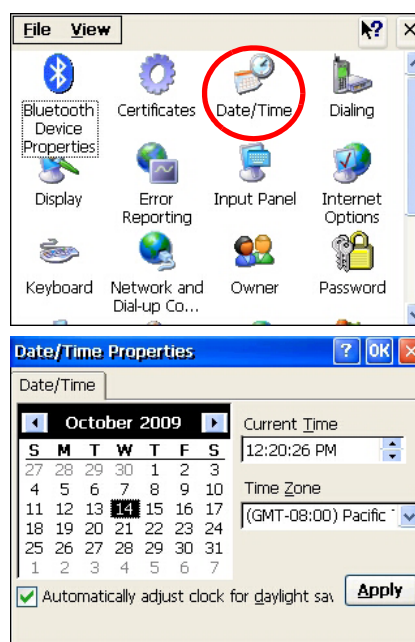 File View
?
Bluetooth Device Properties
Certificates
Date/Time
Dialing
Display
Error Reporting
Input Panel
Internet Options
Keyboard
Network and Dial-up Co...
Owner
Password
Date/Time Properties ? OK
Date/Time
October 2009
S M T W T F S
27 28 29 30 1 2 3
4 5 6 7 8 9 10
11 12 13 14 15 16 17
18 19 20 21 22 23 24
25 26 27 28 29 30 31
1 2 3 4 5 6 7
Current Time
12:20:26 PM
Time Zone
(GMT-08:00) Pacific
Automatically adjust clock for daylight sav
Apply